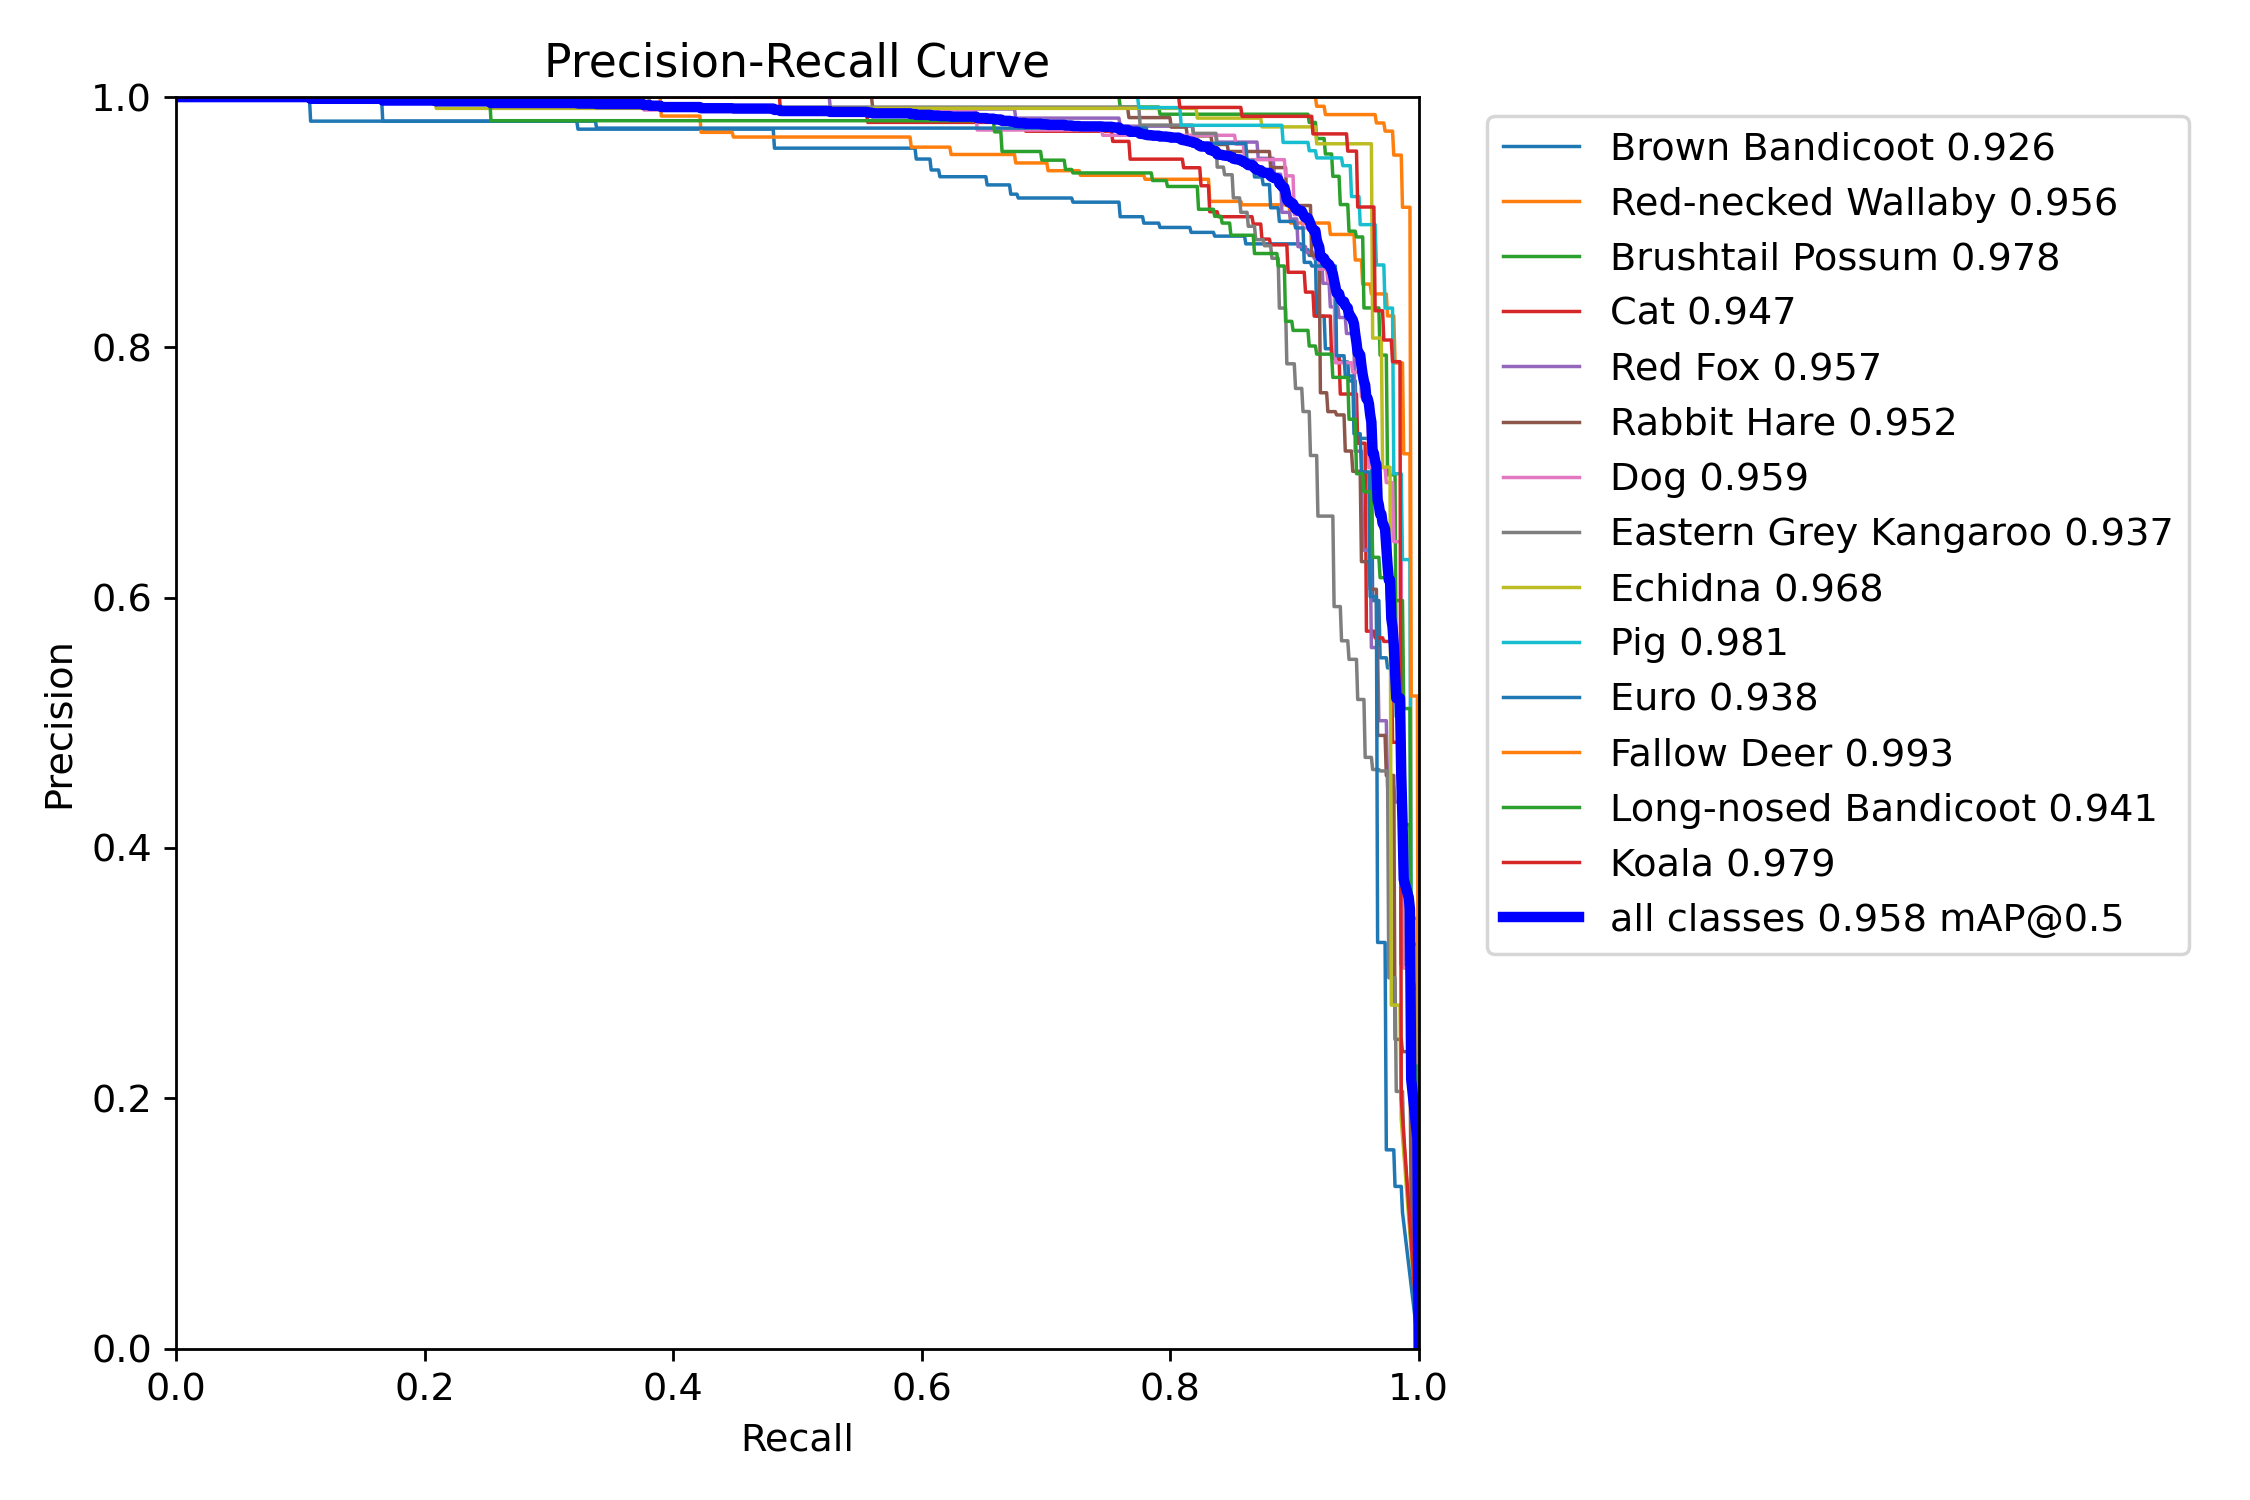 Precision-Recall Curve
1.0
0.8
0.6
0.4
0.2
0.0
Precision
0.0 0.2 0.4 0.6 0.8 1.0
Recall
Brown Bandicoot 0.926
Red-necked Wallaby 0.956
Brushtail Possum 0.978
Cat 0.947
Red Fox 0.957
Rabbit Hare 0.952
Dog 0.959
Eastern Grey Kangaroo 0.937
Echidna 0.968
Pig 0.981
Euro 0.938
Fallow Deer 0.993
Long-nosed Bandicoot 0.941
Koala 0.979
all classes 0.958 mAP@0.5